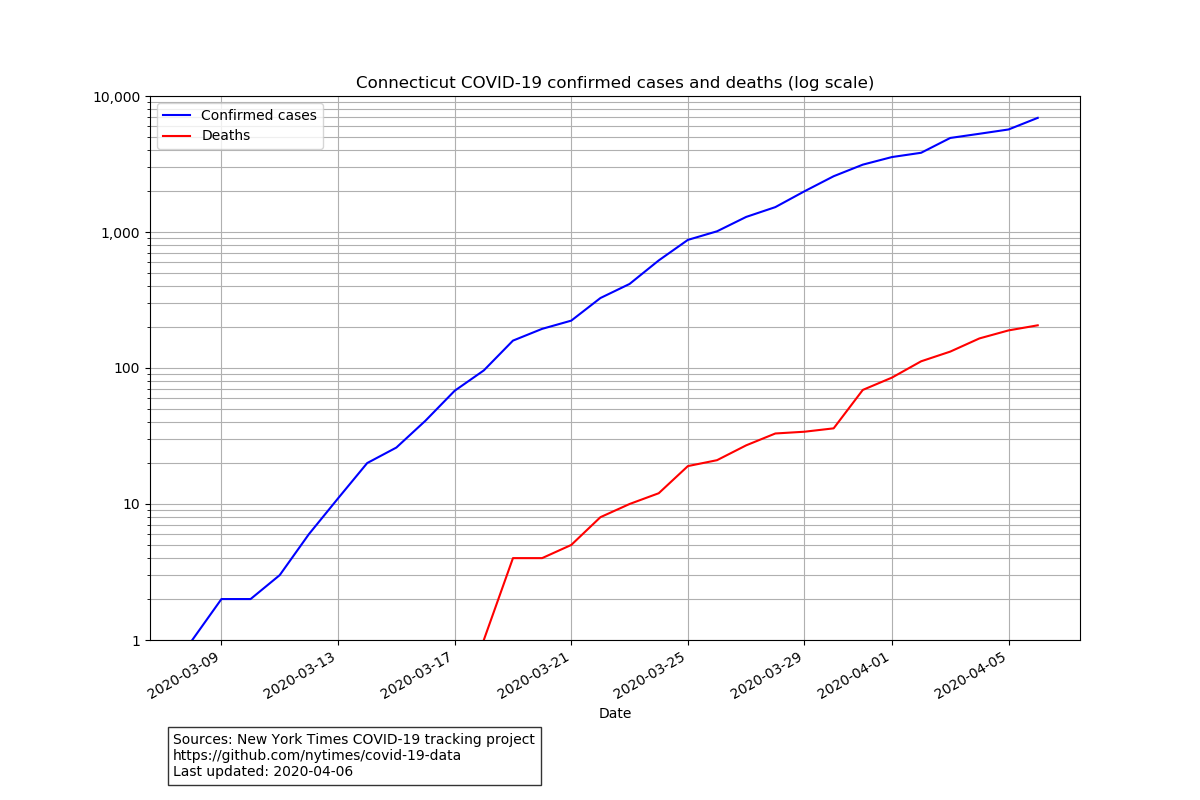 Connecticut COVID-19 confirmed cases and deaths (log scale)
10,000
Confirmed cases
Deaths
1,000
100
10
1
2020-03-09
2020-03-13
2020-03-17
2020-03-21
2020-03-25
2020-03-29
2020-04-01
2020-04-05
Date
Sources: New York Times COVID-19 tracking project
https://github.com/nytimes/covid-19-data
Last updated: 2020-04-06